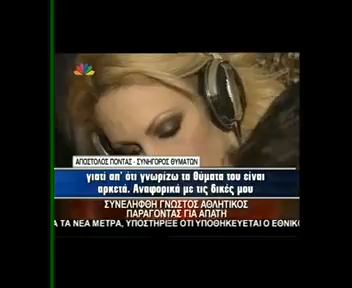 ΑΠΟΣΤΟΛΟΣ ΠΟΝΤΑΣ - ΣΥΝΗΓΟΡΟΣ ΘΥΜΑΤΩΝ
γιατί απ' ότι γνωρίζω τα θύματα του είναι
αρκετά. Αναφορικά με τις δικές μου
ΣΥΝΕΛΗΦΘΗ ΓΝΩΣΤΟΣ ΑΘΛΗΤΙΚΟΣ
ΠΑΡΑΓΟΝΤΑΣ ΓΙΑ ΑΠΑΤΗ
ΤΑ ΝΕΑ ΜΕΤΡΑ, ΥΠΟΣΤΗΡΙΞΕ ΟΤΙ ΥΠΟΘΗΚΕΥΕΤΑΙ Ο ΕΘΝΙΚ